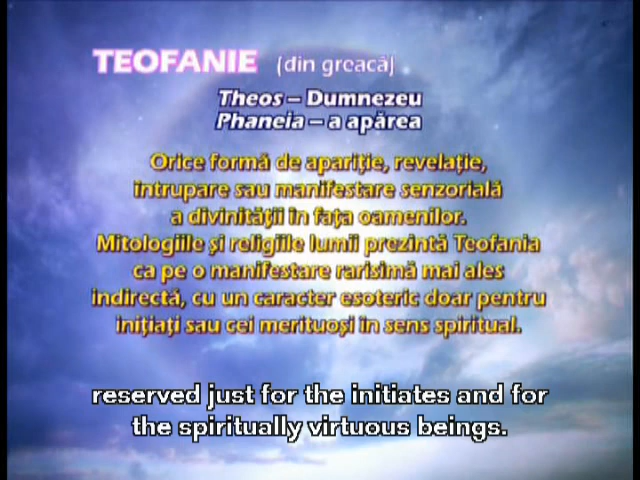 TEOFANIE (din greacă)
Theos – Dumnezeu
Phaneia – a apărea
Orice formă de apariţie, revelaţie,
întrupare sau manifestare senzorială
a divinităţii în faţa oamenilor.
Mitologiile şi religiile lumii prezintă Teofania
ca pe o manifestare rarisimă mai ales
indirectă, cu un caracter esoteric doar pentru
iniţiaţi sau cei merituoşi în sens spiritual.
reserved just for the initiates and for
the spiritually virtuous beings.